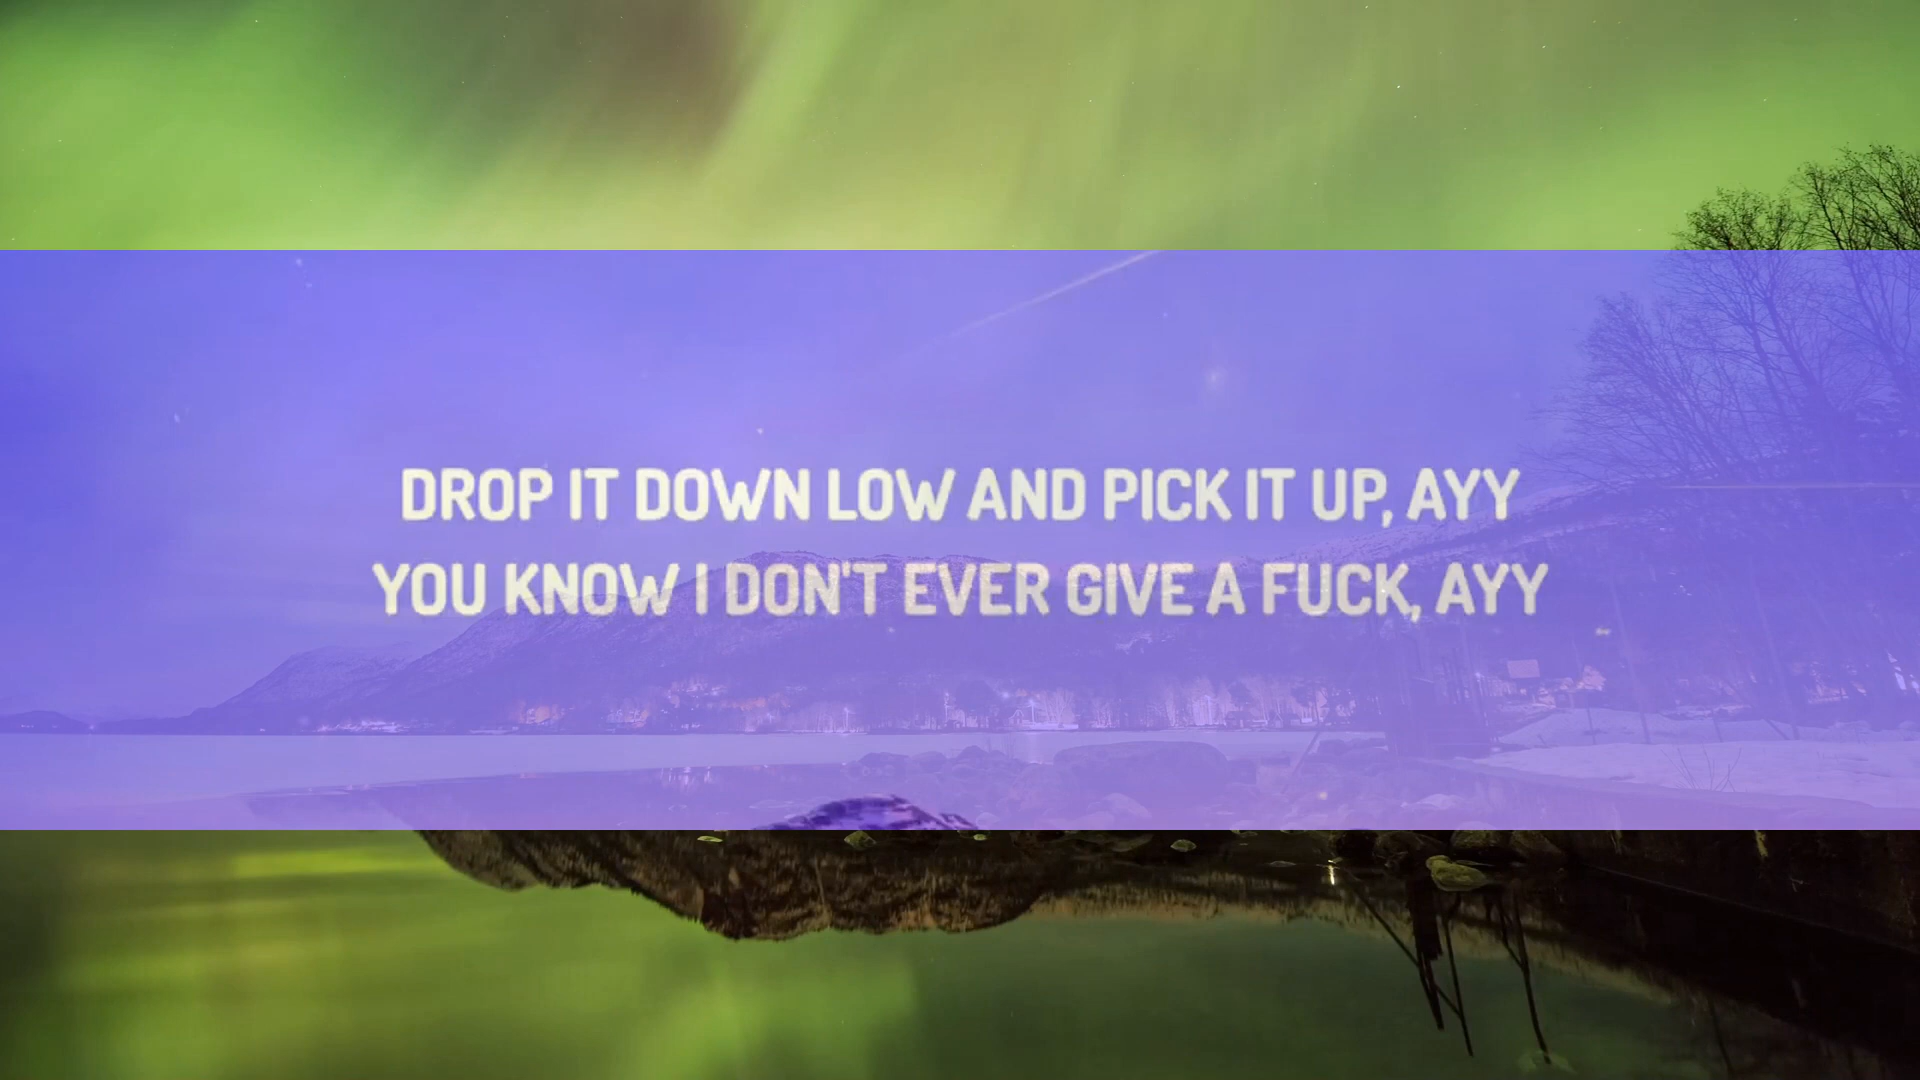 DROP IT DOWN LOW AND PICK IT UP, AYY
YOU KNOW I DON'T EVER GIVE A FUCK, AYY